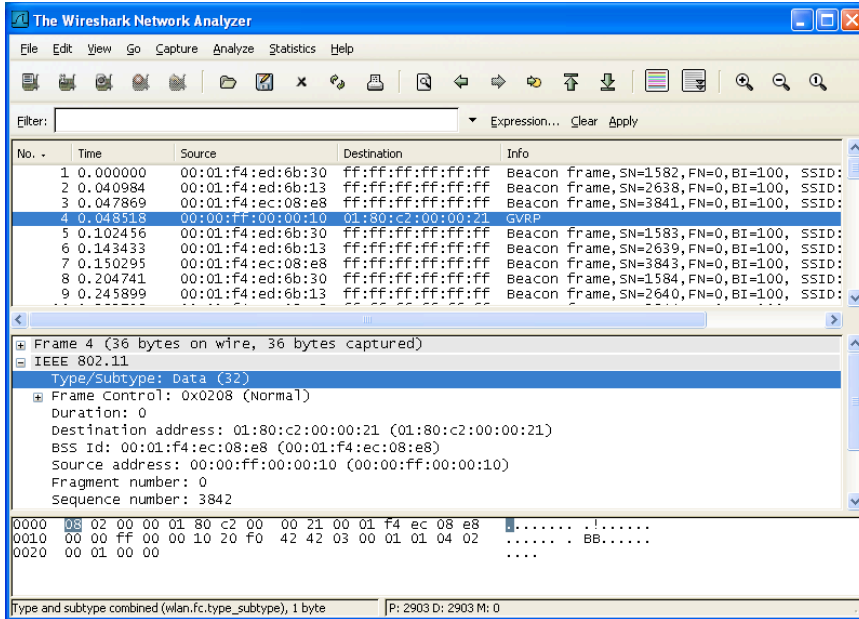 The Wireshark Network Analyzer
File Edit View Go Capture Analyze Statistics Help
Filter: Expression... Clear Apply
No. . Time Source Destination Info
1 0.000000 00:01:f4:ed:6b:30 ff:ff:ff:ff:ff:ff Beacon frame,SN=1582,FN=0,BI=100, SSID:
2 0.040984 00:01:f4:ed:6b:13 ff:ff:ff:ff:ff:ff Beacon frame,SN=2638,FN=0,BI=100, SSID:
3 0.047869 00:01:f4:ec:08:e8 ff:ff:ff:ff:ff:ff Beacon frame,SN=3841,FN=0,BI=100, SSID:
4 0.048518 00:00:ff:00:00:10 01:80:c2:00:00:21 GVRP
5 0.102456 00:01:f4:ed:6b:30 ff:ff:ff:ff:ff:ff Beacon frame,SN=1583,FN=0,BI=100, SSID:
6 0.143433 00:01:f4:ed:6b:13 ff:ff:ff:ff:ff:ff Beacon frame,SN=2639,FN=0,BI=100, SSID:
7 0.150295 00:01:f4:ec:08:e8 ff:ff:ff:ff:ff:ff Beacon frame,SN=3843,FN=0,BI=100, SSID:
8 0.204741 00:01:f4:ed:6b:30 ff:ff:ff:ff:ff:ff Beacon frame,SN=1584,FN=0,BI=100, SSID:
9 0.245899 00:01:f4:ed:6b:13 ff:ff:ff:ff:ff:ff Beacon frame,SN=2640,FN=0,BI=100, SSID:
Frame 4 (36 bytes on wire, 36 bytes captured)
IEEE 802.11
Type/Subtype: Data (32)
Frame Control: 0x0208 (Normal)
Duration: 0
Destination address: 01:80:c2:00:00:21 (01:80:c2:00:00:21)
BSS Id: 00:01:f4:ec:08:e8 (00:01:f4:ec:08:e8)
Source address: 00:00:ff:00:00:10 (00:00:ff:00:00:10)
Fragment number: 0
Sequence number: 3842
0000 08 02 00 00 01 80 c2 00 00 21 00 01 f4 ec 08 e8 ........ .!......
0010 00 00 ff 00 00 10 20 f0 42 42 03 00 01 01 04 02 ...... . BB......
0020 00 01 00 00 ....
Type and subtype combined (wlan.fc.type_subtype), 1 byte P: 2903 D: 2903 M: 0